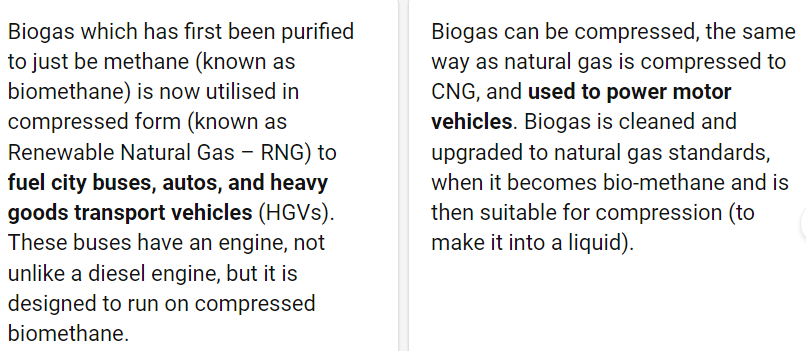 Biogas which has first been purified
to just be methane (known as
biomethane) is now utilised in
compressed form (known as
Renewable Natural Gas – RNG) to
fuel city buses, autos, and heavy
goods transport vehicles (HGVs).
These buses have an engine, not
unlike a diesel engine, but it is
designed to run on compressed
biomethane.
Biogas can be compressed, the same
way as natural gas is compressed to
CNG, and used to power motor
vehicles. Biogas is cleaned and
upgraded to natural gas standards,
when it becomes bio-methane and is
then suitable for compression (to
make it into a liquid).